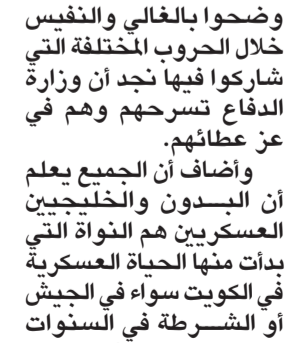 وضحوا بالغالي والنفيس
خلال الحروب المختلفة التي
شاركوا فيها نجد أن وزارة
الدفاع تسرحهم وهم في
عز عطائهم.
وأضاف أن الجميع يعلم
أن البدون والخليجيين
العسكريين هم النواة التي
بدأت منها الحياة العسكرية
في الكويت سواء في الجيش
أو الشرطة في السنوات